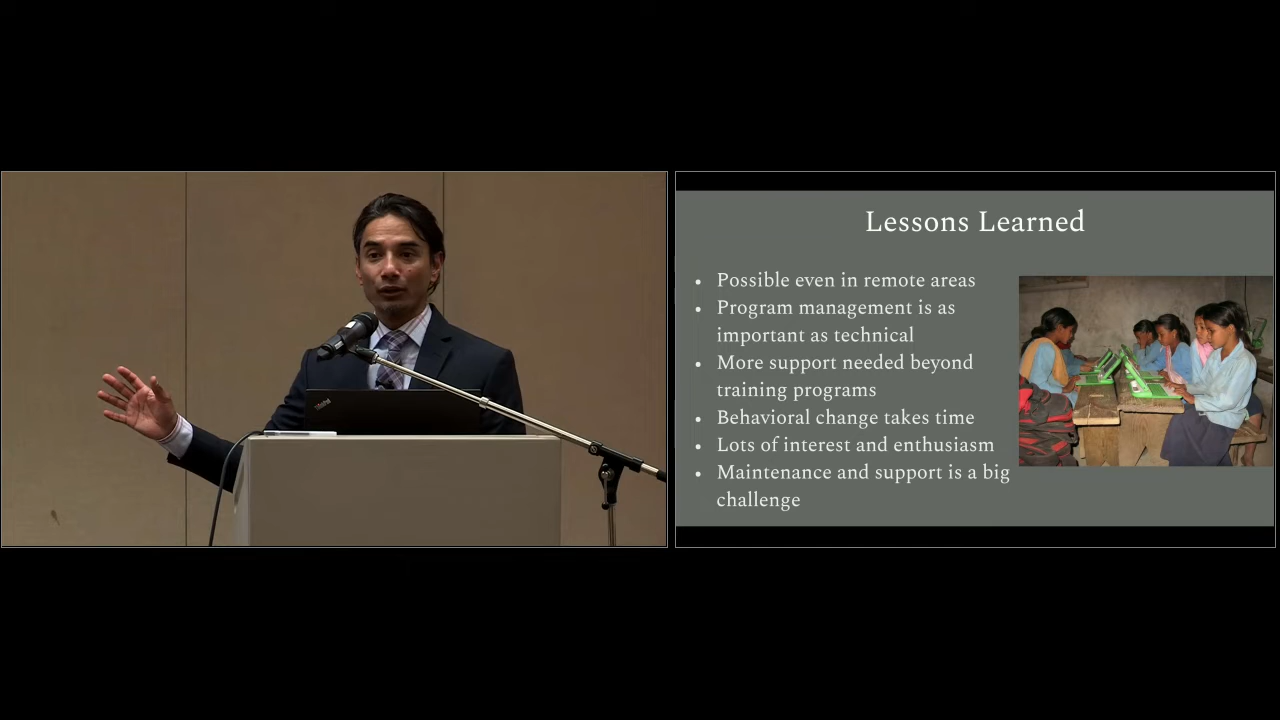 ThinkPad
Lessons Learned
• Possible even in remote areas
• Program management is as
important as technical
• More support needed beyond
training programs
• Behavioral change takes time
• Lots of interest and enthusiasm
• Maintenance and support is a big
challenge